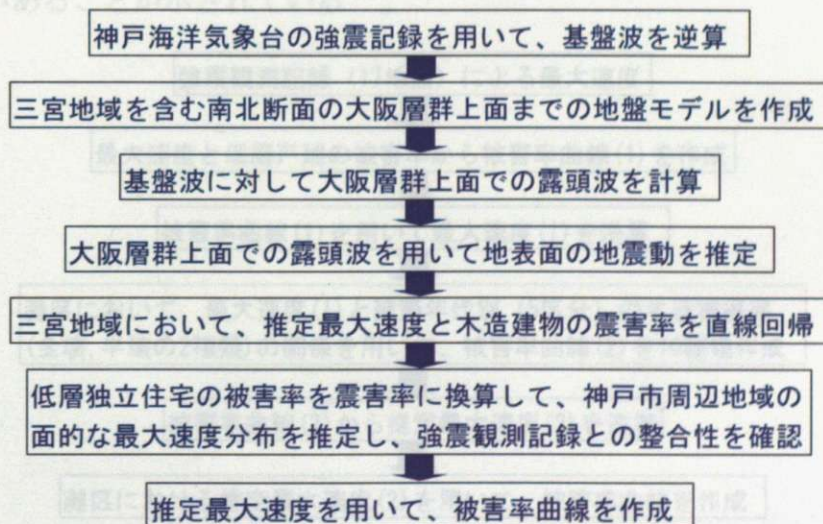 神戸海洋気象台の強震記録を用いて、基盤波を逆算
三宮地域を含む南北断面の大阪層群上面までの地盤モデルを作成
基盤波に対して大阪層群上面での露頭波を計算
大阪層群上面での露頭波を用いて地表面の地震動を推定
三宮地域において、推定最大速度と木造建物の震害率を直線回帰
低層独立住宅の被害率を震害率に換算して、神戸市周辺地域の
面的な最大速度分布を推定し、強震観測記録との整合性を確認
推定最大速度を用いて、被害率曲線を作成